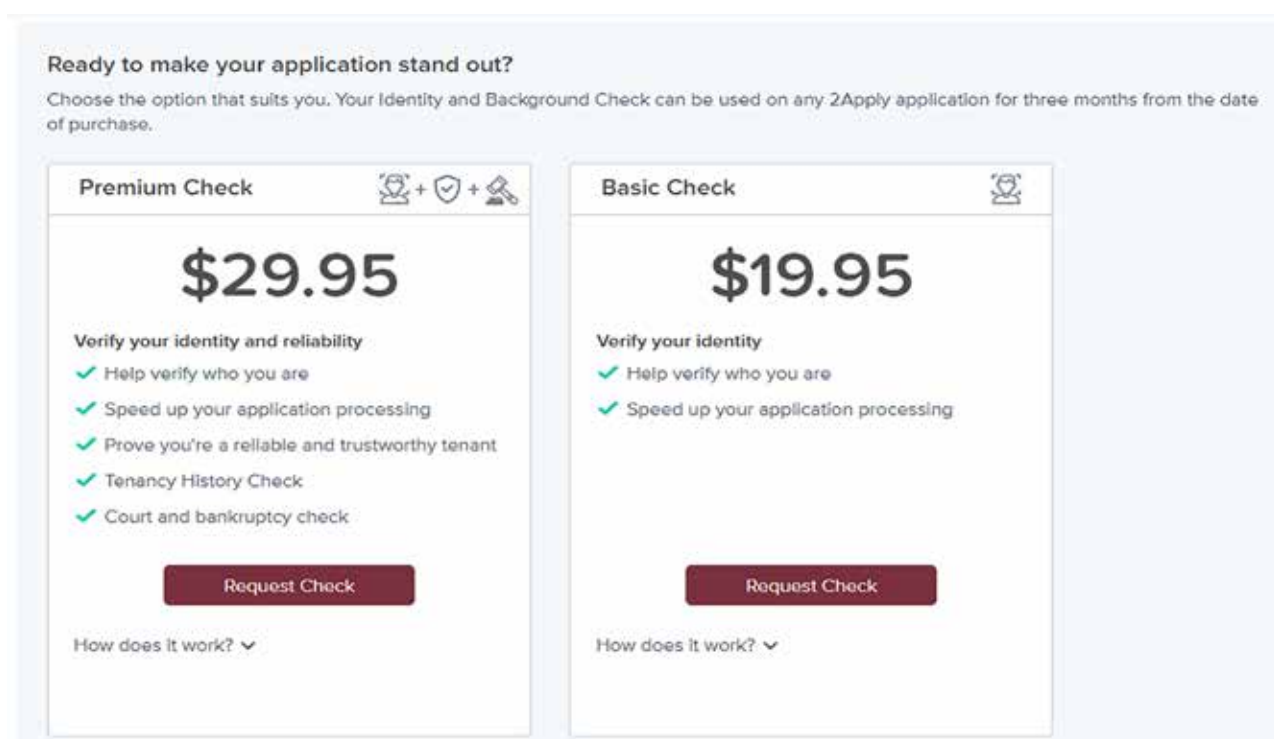 Ready to make your application stand out?
Choose the option that suits you. Your Identity and Background Check can be used on any 2Apply application for three months from the date
of purchase.
Premium Check
$29.95
Verify your identity and reliability
Help verify who you are
Speed up your application processing
Prove you're a reliable and trustworthy tenant
Tenancy History Check
Court and bankruptcy check
Request Check
How does it work?
Basic Check
$19.95
Verify your identity
Help verify who you are
Speed up your application processing
Request Check
How does it work?